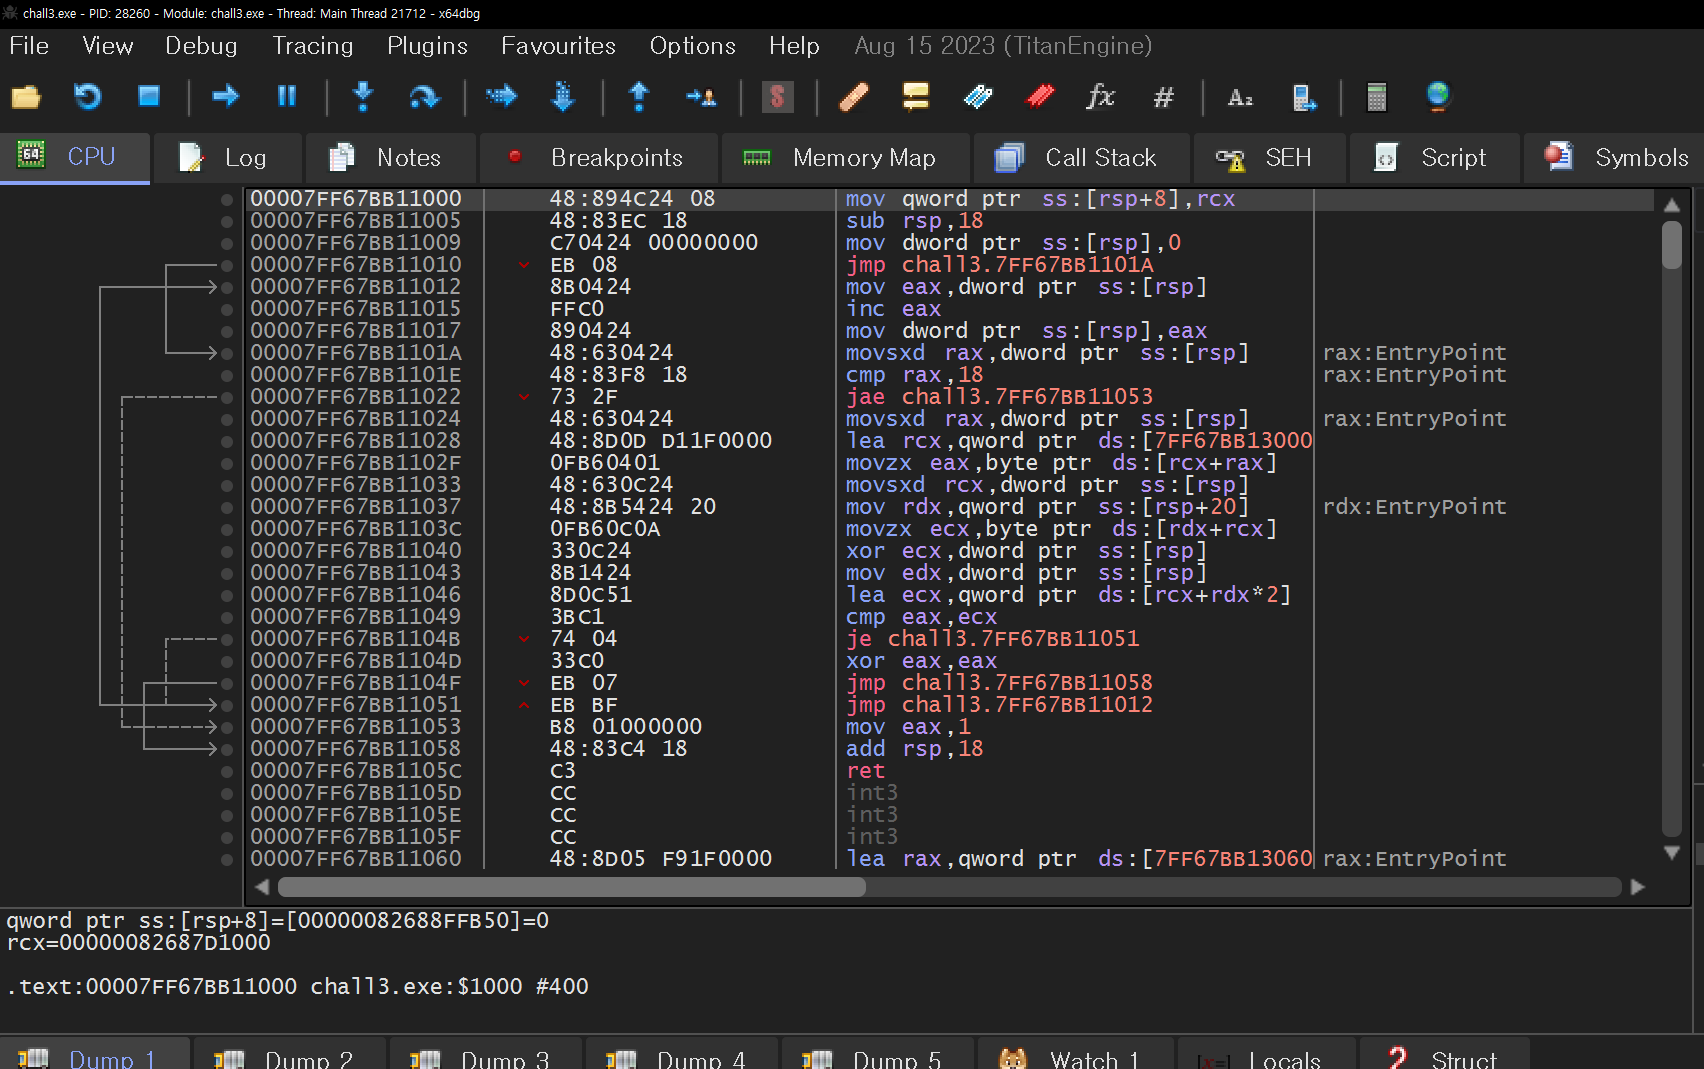 chall3.exe - PID: 28260 - Module: chall3.exe - Thread: Main Thread 21712 - x64dbg
File View Debug Tracing Plugins Favourites Options Help Aug 15 2023 (TitanEngine)
CPU Log Notes Breakpoints Memory Map Call Stack SEH Script Symbols
00007FF67BB11000 48:894C24 08 mov qword ptr ss:[rsp+8],rcx
00007FF67BB11005 48:83EC 18 sub rsp,18
00007FF67BB11009 C70424 00000000 mov dword ptr ss:[rsp],0
00007FF67BB11010 EB 08 jmp chall3.7FF67BB1101A
00007FF67BB11012 8B0424 mov eax,dword ptr ss:[rsp]
00007FF67BB11015 FFC0 inc eax
00007FF67BB11017 890424 mov dword ptr ss:[rsp],eax
00007FF67BB1101A 48:630424 movsxd rax,dword ptr ss:[rsp] rax:EntryPoint
00007FF67BB1101E 48:83F8 18 cmp rax,18 rax:EntryPoint
00007FF67BB11022 73 2F jae chall3.7FF67BB11053
00007FF67BB11024 48:630424 movsxd rax,dword ptr ss:[rsp] rax:EntryPoint
00007FF67BB11028 48:8D0D D11F0000 lea rcx,qword ptr ds:[7FF67BB13000
00007FF67BB1102F 0FB60401 movzx eax,byte ptr ds:[rcx+rax]
00007FF67BB11033 48:630C24 movsxd rcx,dword ptr ss:[rsp]
00007FF67BB11037 48:8B5424 20 mov rdx,qword ptr ss:[rsp+20] rdx:EntryPoint
00007FF67BB1103C 0FB60C0A movzx ecx,byte ptr ds:[rdx+rcx]
00007FF67BB11040 330C24 xor ecx,dword ptr ss:[rsp]
00007FF67BB11043 8B1424 mov edx,dword ptr ss:[rsp]
00007FF67BB11046 8D0C51 lea ecx,qword ptr ds:[rcx+rdx*2]
00007FF67BB11049 3BC1 cmp eax,ecx
00007FF67BB1104B 74 04 je chall3.7FF67BB11051
00007FF67BB1104D 33C0 xor eax,eax
00007FF67BB1104F EB 07 jmp chall3.7FF67BB11058
00007FF67BB11051 EB BF jmp chall3.7FF67BB11012
00007FF67BB11053 B8 01000000 mov eax,1
00007FF67BB11058 48:83C4 18 add rsp,18
00007FF67BB1105C C3 ret
00007FF67BB1105D CC int3
00007FF67BB1105E CC int3
00007FF67BB1105F CC int3
00007FF67BB11060 48:8D05 F91F0000 lea rax,qword ptr ds:[7FF67BB13060 rax:EntryPoint
qword ptr ss:[rsp+8]=[00000082688FFB50]=0
rcx=00000082687D1000
.text:00007FF67BB11000 chall3.exe:$1000 #400
Dump 1 Dump 2 Dump 3 Dump 4 Dump 5 Watch 1 Locals Struct